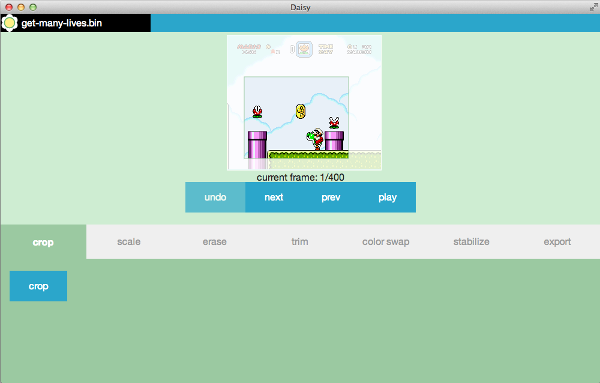 Daisy
get-many-lives.bin
current frame: 1/400
undo next prev play
crop scale erase trim color swap stabilize export
crop